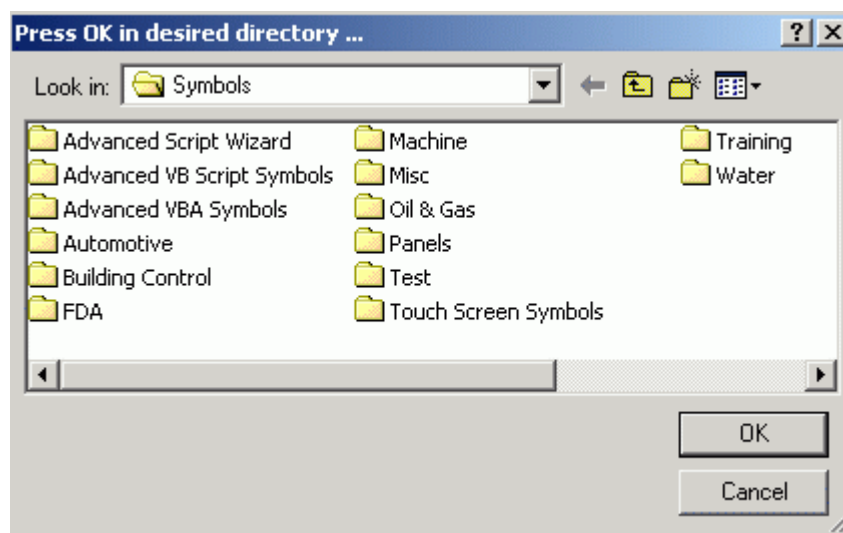 Press OK in desired directory ...
Look in: Symbols
Advanced Script Wizard
Advanced VB Script Symbols
Advanced VBA Symbols
Automotive
Building Control
FDA
Machine
Misc
Oil & Gas
Panels
Test
Touch Screen Symbols
Training
Water
OK
Cancel